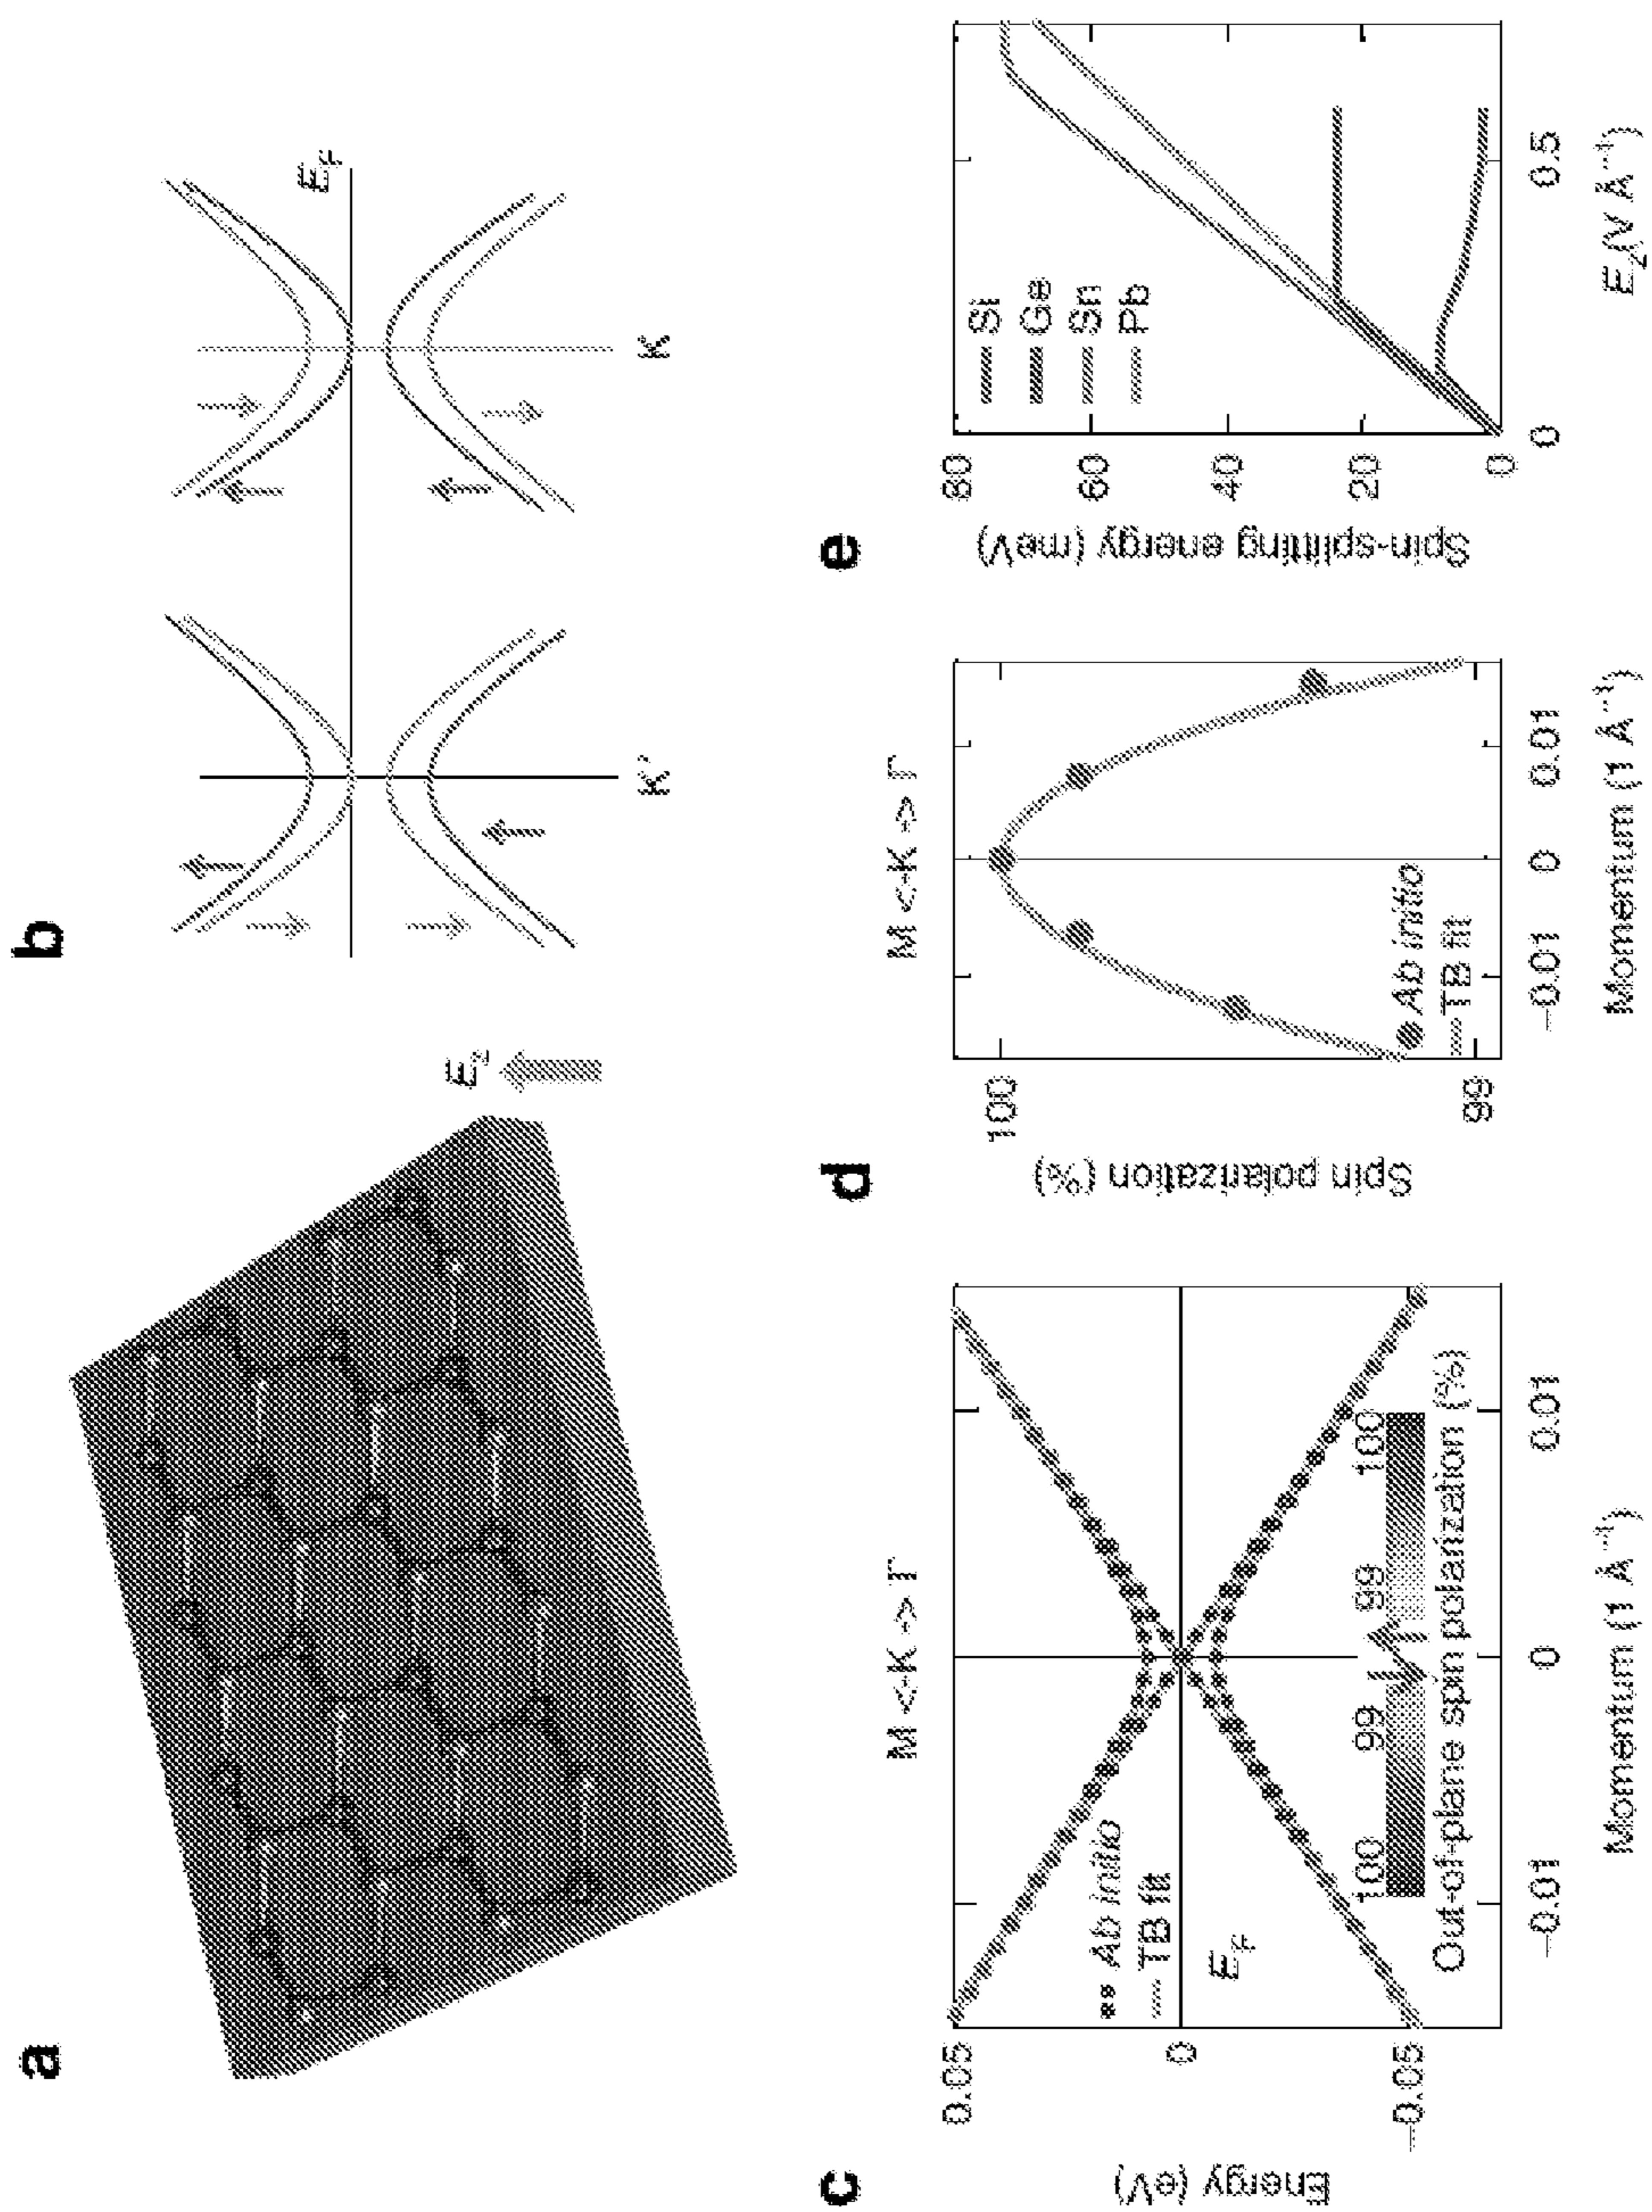 a
E_z
b
E_F
K'
K
c
M <-K-> Γ
Energy (eV)
0.05
0
-0.05
Ab initio
TB fit
E_F
100 99 99 100
Out-of-plane spin polarization (%)
-0.01 0 0.01
Momentum (1 Å⁻¹)
d
M <-K-> Γ
Spin polarization (%)
100
99
Ab initio
TB fit
-0.01 0 0.01
Momentum (1 Å⁻¹)
e
Spin-splitting energy (meV)
80
60
40
20
0
Si
Ge
Sn
Pb
0 0.5
E_z(V Å⁻¹)